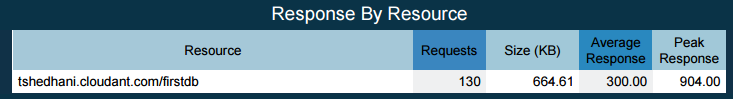 Response By Resource
Resource Requests Size (KB) Average Response Peak Response
tshedhani.cloudant.com/firstdb 130 664.61 300.00 904.00